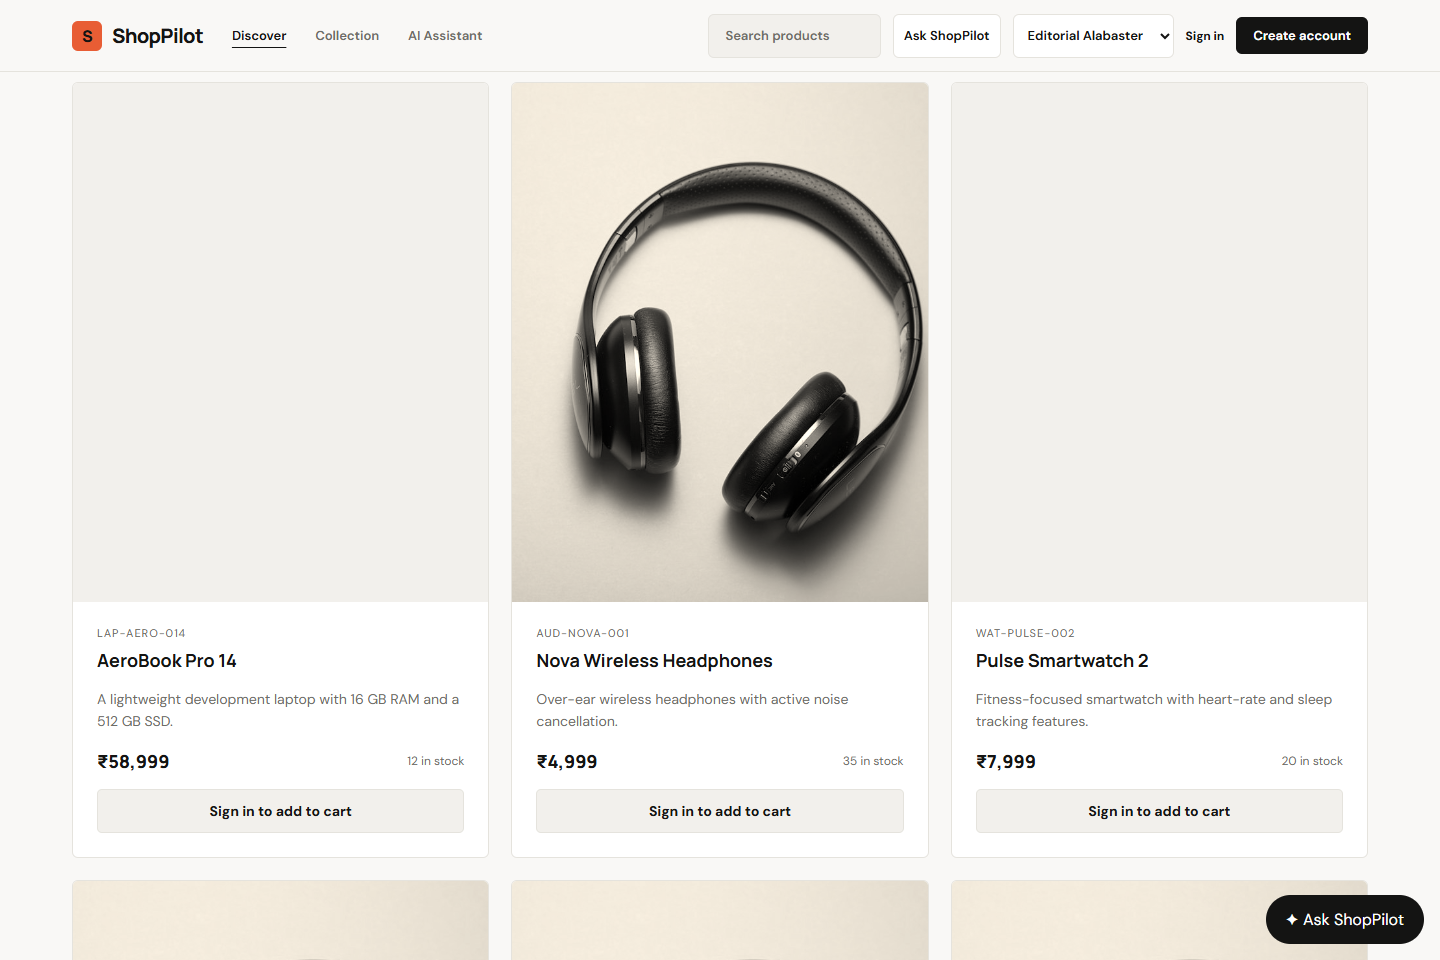 S ShopPilot Discover Collection AI Assistant Search products Ask ShopPilot Editorial Alabaster Sign in Create account
LAP-AERO-014
AeroBook Pro 14
A lightweight development laptop with 16 GB RAM and a
512 GB SSD.
₹58,999 12 in stock
Sign in to add to cart
AUD-NOVA-001
Nova Wireless Headphones
Over-ear wireless headphones with active noise
cancellation.
₹4,999 35 in stock
Sign in to add to cart
WAT-PULSE-002
Pulse Smartwatch 2
Fitness-focused smartwatch with heart-rate and sleep
tracking features.
₹7,999 20 in stock
Sign in to add to cart
✦ Ask ShopPilot